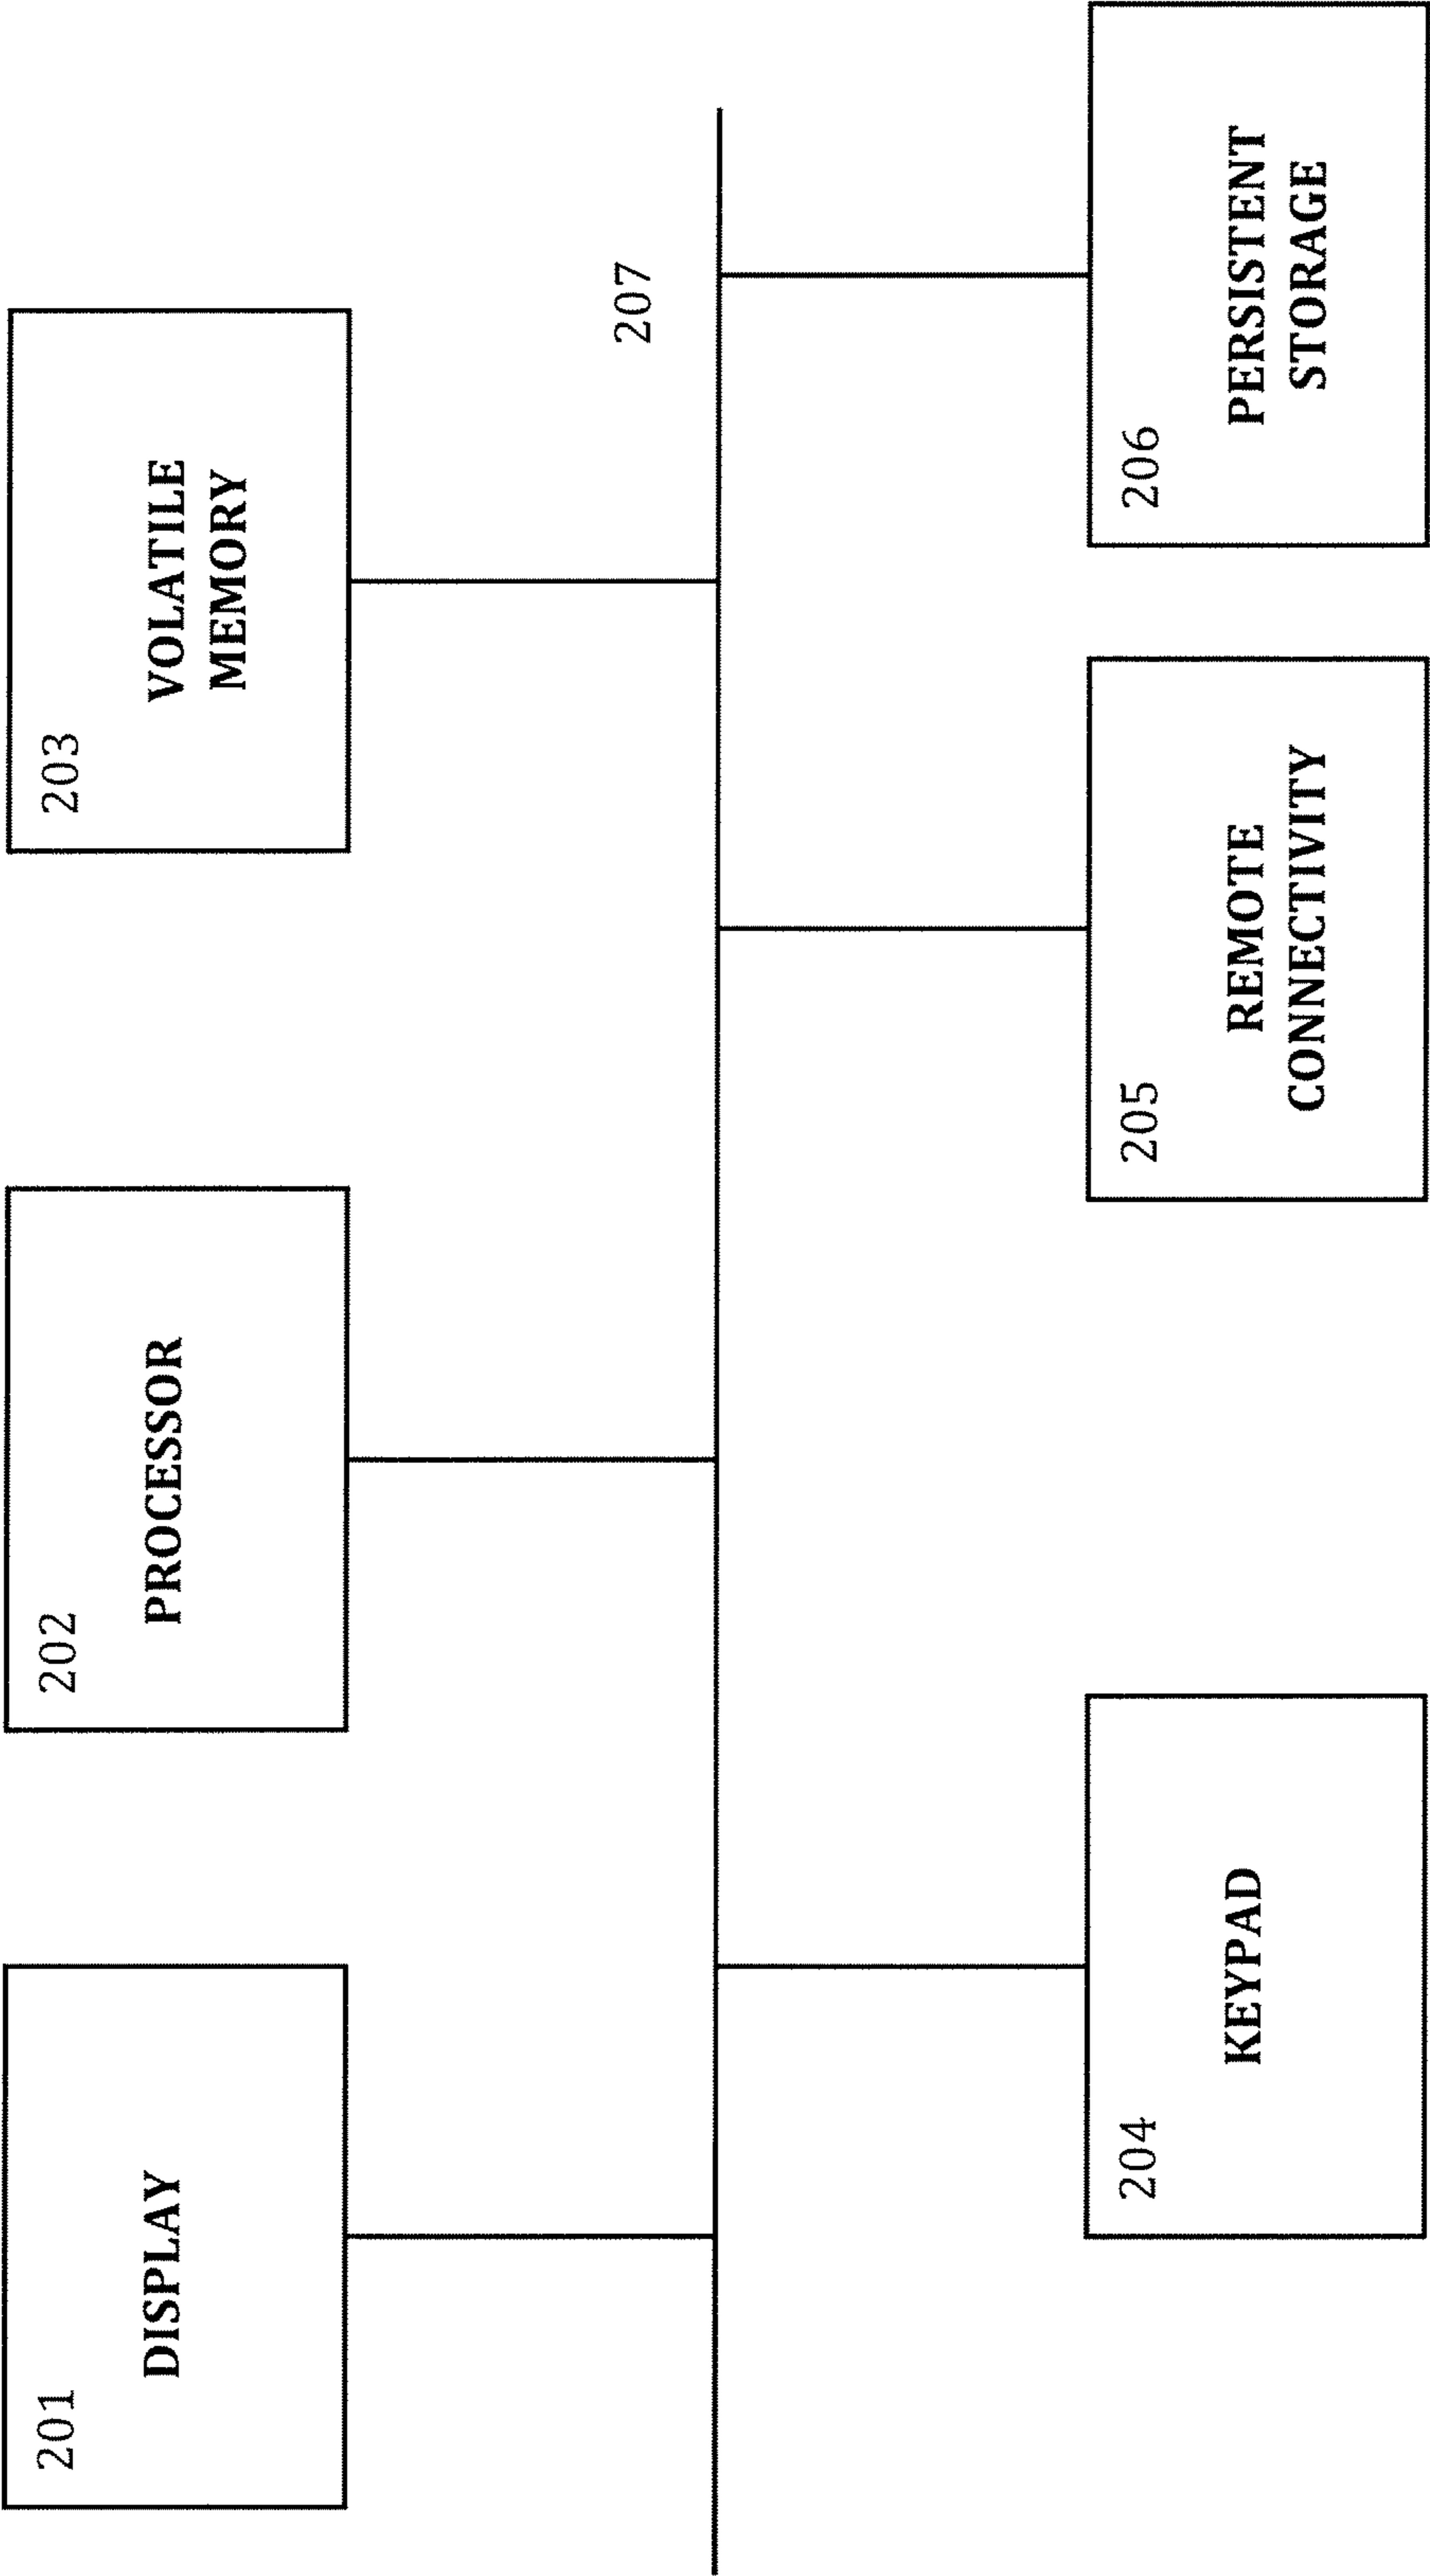 201
DISPLAY
202
PROCESSOR
203
VOLATILE
MEMORY
207
204
KEYPAD
205
REMOTE
CONNECTIVITY
206
PERSISTENT
STORAGE